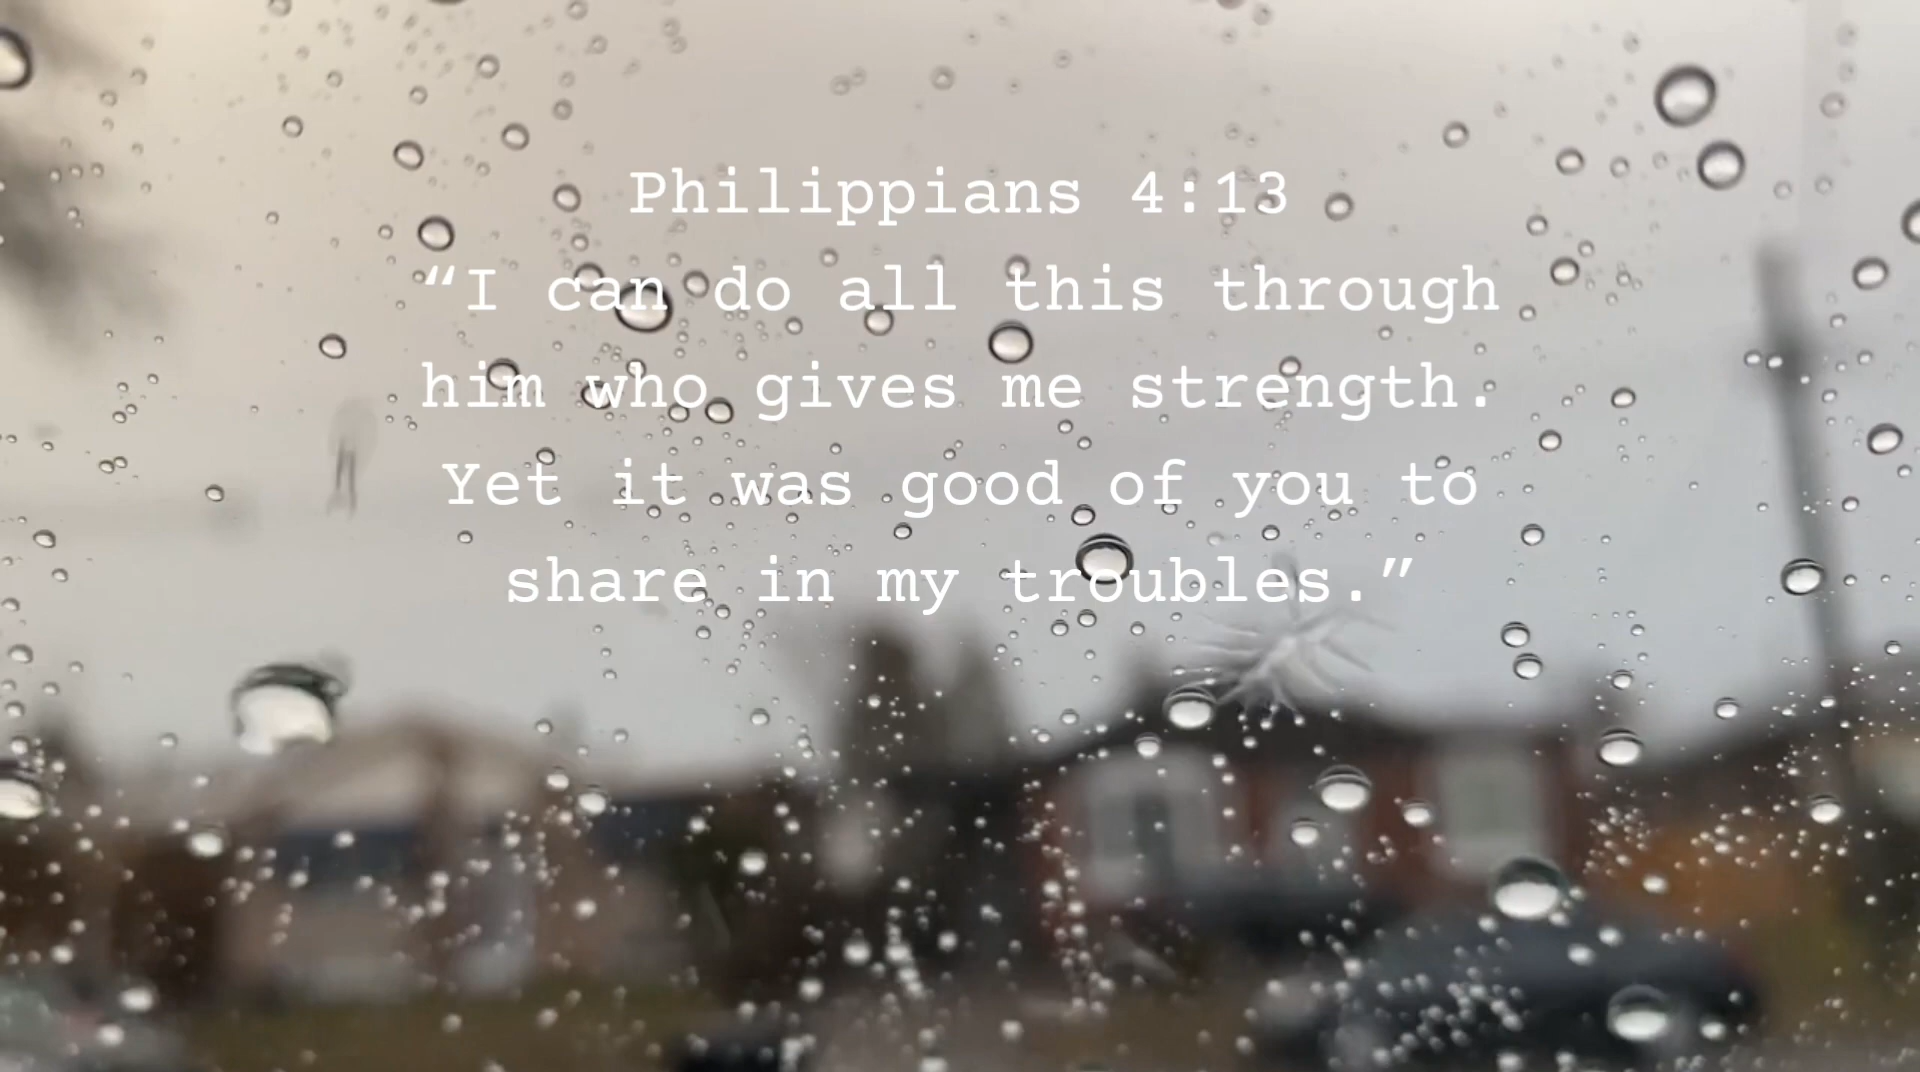 Philippians 4:13
“I can do all this through
him who gives me strength.
Yet it was good of you to
share in my troubles.”